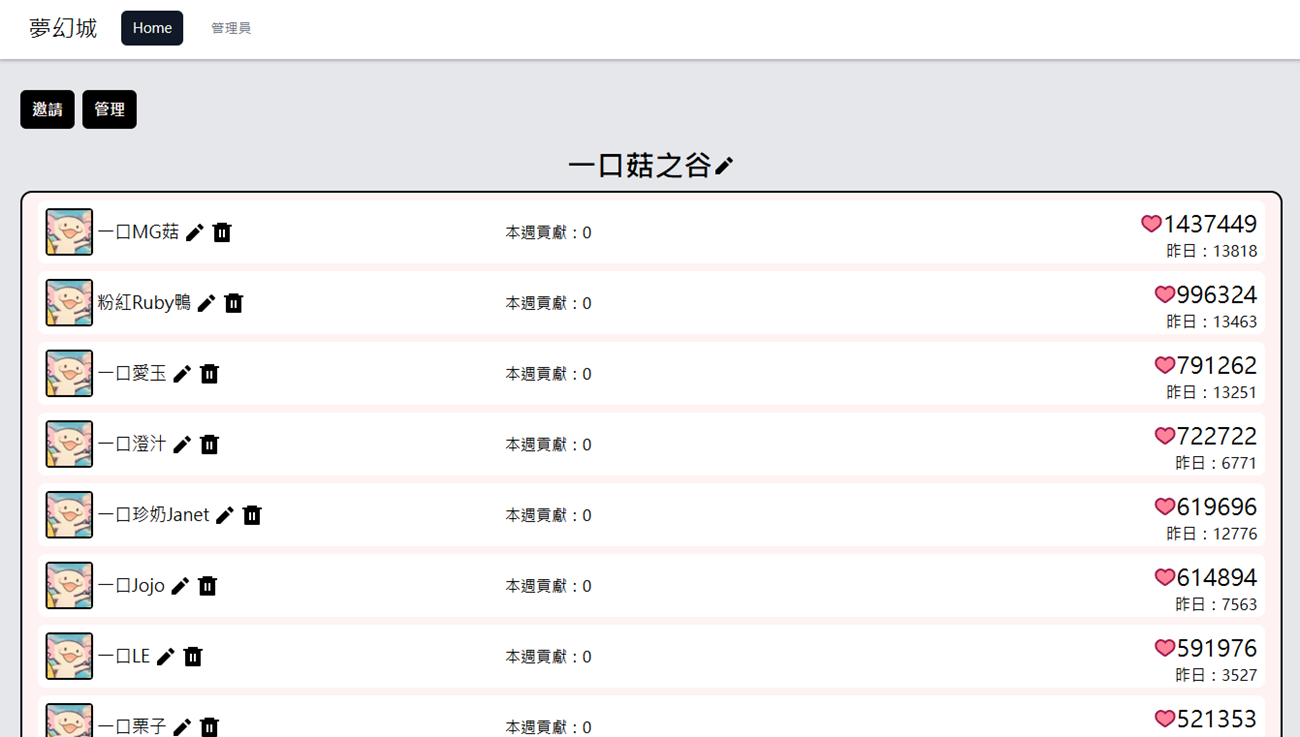 夢幻城 Home 管理員
邀請 管理
一口菇之谷
一口MG菇 本週貢獻：0 1437449
昨日：13818
粉紅Ruby鴨 本週貢獻：0 996324
昨日：13463
一口愛玉 本週貢獻：0 791262
昨日：13251
一口澄汁 本週貢獻：0 722722
昨日：6771
一口珍奶Janet 本週貢獻：0 619696
昨日：12776
一口Jojo 本週貢獻：0 614894
昨日：7563
一口LE 本週貢獻：0 591976
昨日：3527
一口栗子 本週貢獻：0 521353